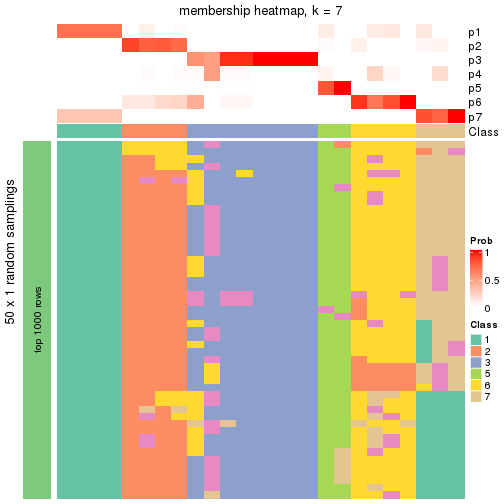 membership heatmap, k = 7
p1
p2
p3
p4
p5
p6
p7
Class
50 x 1 random samplings
top 1000 rows
Prob
1
0.5
0
Class
1
2
3
5
6
7